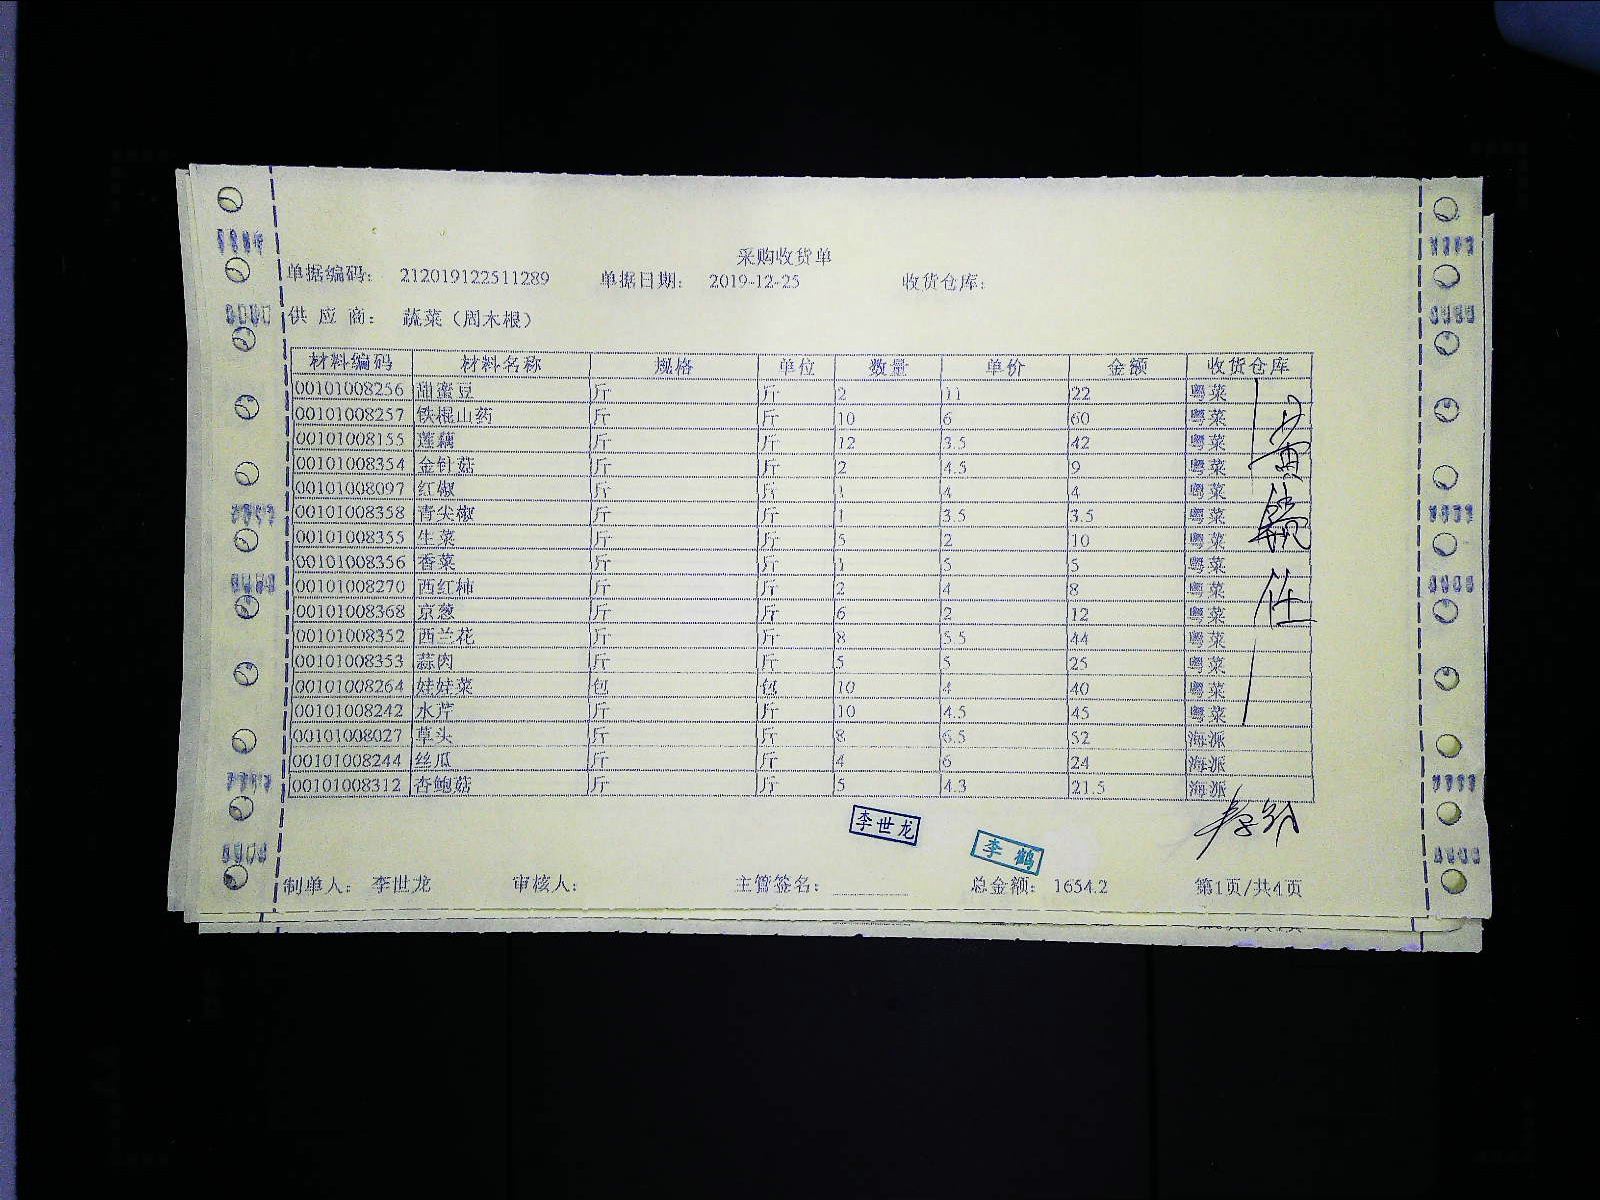 采购收货单
单据编码： 212019122511289 单据日期： 2019-12-25 收货仓库：
供 应 商： 蔬菜（周木根）
材料编码 材料名称 规格 单位 数量 单价 金额 收货仓库
00101008256 甜蜜豆 斤 斤 2 11 22 粤菜
00101008257 铁棍山药 斤 斤 10 6 60 粤菜
00101008155 莲藕 斤 斤 12 3.5 42 粤菜
00101008354 金针菇 斤 斤 2 4.5 9 粤菜
00101008097 红椒 斤 斤 1 4 4 粤菜
00101008358 青尖椒 斤 斤 1 3.5 3.5 粤菜
00101008355 生菜 斤 斤 5 2 10 粤菜
00101008356 香菜 斤 斤 1 5 5 粤菜
00101008270 西红柿 斤 斤 2 4 8 粤菜
00101008368 京葱 斤 斤 6 2 12 粤菜
00101008352 西兰花 斤 斤 8 5.5 44 粤菜
00101008353 蒜肉 斤 斤 5 5 25 粤菜
00101008264 娃娃菜 包 包 10 4 40 粤菜
00101008242 水芹 斤 斤 10 4.5 45 粤菜
00101008027 草头 斤 斤 8 6.5 52 海派
00101008244 丝瓜 斤 斤 4 6 24 海派
00101008312 杏鲍菇 斤 斤 5 4.3 21.5 海派
李世龙
李鹤
制单人： 李世龙 审核人： 主管签名： 总金额： 1654.2 第1页/共4页